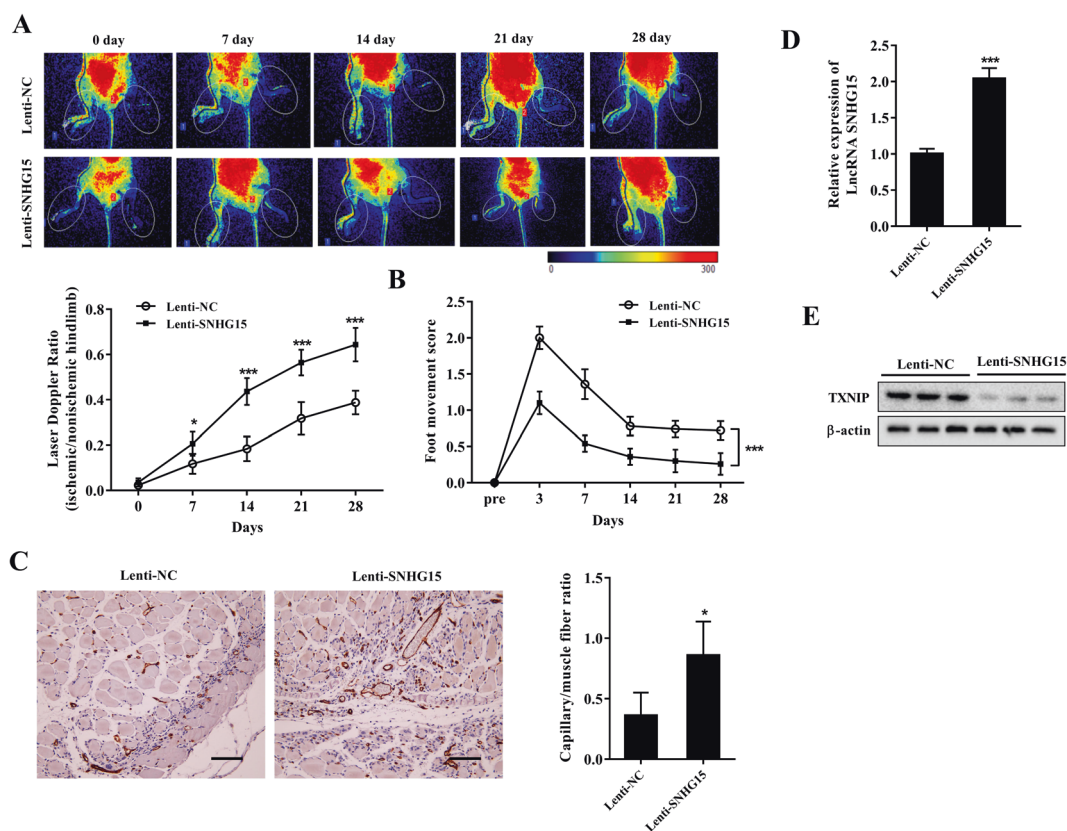 A
0 day 7 day 14 day 21 day 28 day
Lenti-NC
Lenti-SNHG15
0 300
Lenti-NC
Lenti-SNHG15
Laser Doppler Ratio
(ischemic/nonischemic hindlimb)
0.8
0.6
0.4
0.2
0.0
* *** *** ***
0 7 14 21 28
Days
B
Lenti-NC
Lenti-SNHG15
Foot movement score
2.5
2.0
1.5
1.0
0.5
0.0
***
pre 3 7 14 21 28
Days
C
Lenti-NC Lenti-SNHG15
Capillary/muscle fiber ratio
1.5
1.0
0.5
0.0
*
Lenti-NC
Lenti-SNHG15
D
Relative expression of
LncRNA SNHG15
2.5
2.0
1.5
1.0
0.5
0.0
***
Lenti-NC
Lenti-SNHG15
E
Lenti-NC Lenti-SNHG15
TXNIP
β-actin